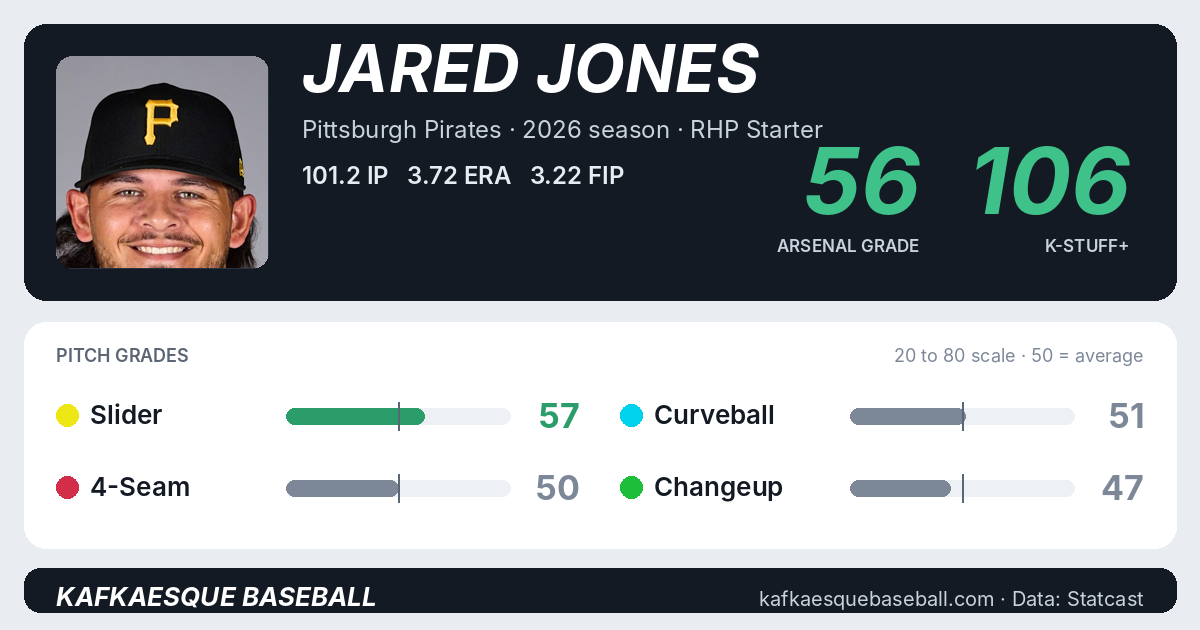 P
JARED JONES
Pittsburgh Pirates · 2026 season · RHP Starter
101.2 IP 3.72 ERA 3.22 FIP
56 106
ARSENAL GRADE K-STUFF+
PITCH GRADES 20 to 80 scale · 50 = average
Slider 57 Curveball 51
4-Seam 50 Changeup 47
KAFKAESQUE BASEBALL kafkaesquebaseball.com · Data: Statcast